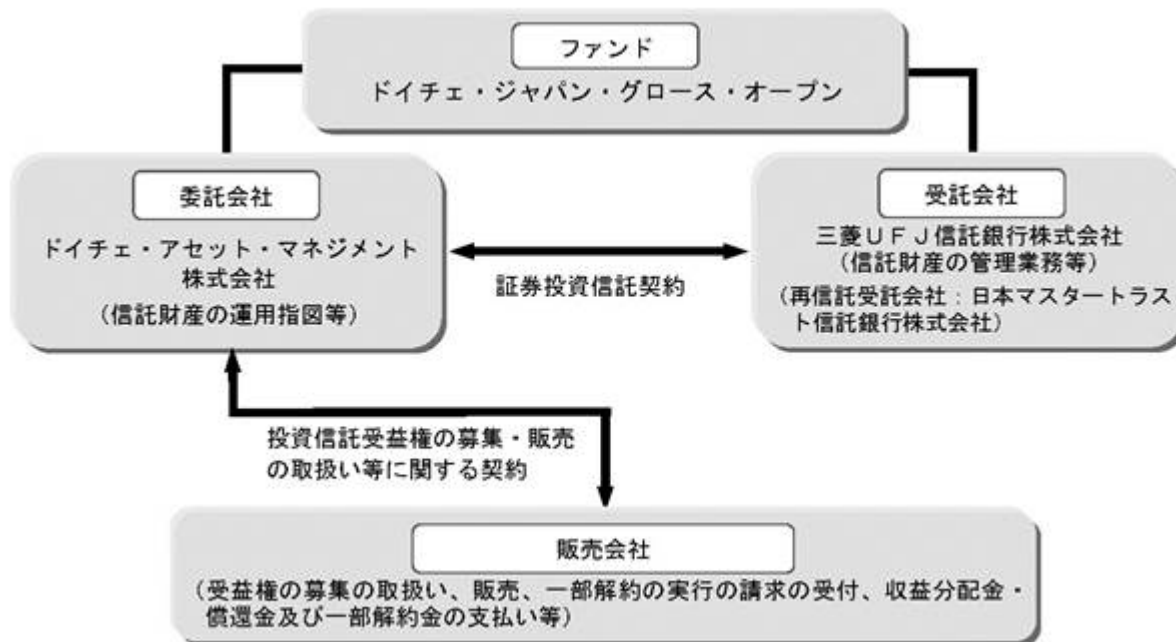 ファンド
ドイチェ・ジャパン・グロース・オープン
委託会社
ドイチェ・アセット・マネジメント
株式会社
(信託財産の運用指図等)
証券投資信託契約
受託会社
三菱UFJ信託銀行株式会社
(信託財産の管理業務等)
(再信託受託会社:日本マスタートラス
ト信託銀行株式会社)
投資信託受益権の募集・販売
の取扱い等に関する契約
販売会社
(受益権の募集の取扱い、販売、一部解約の実行の請求の受付、収益分配金・
償還金及び一部解約金の支払い等)